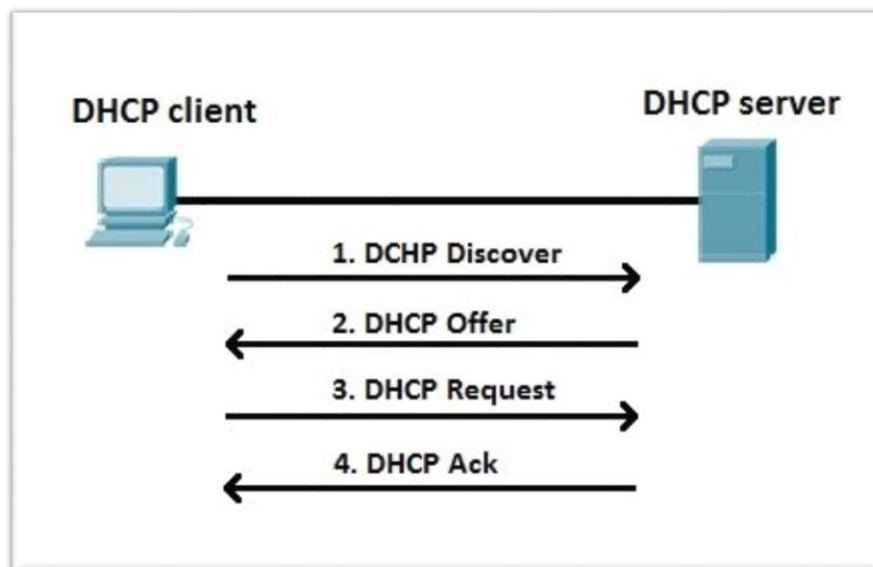 DHCP client
DHCP server
1. DCHP Discover
2. DHCP Offer
3. DHCP Request
4. DHCP Ack